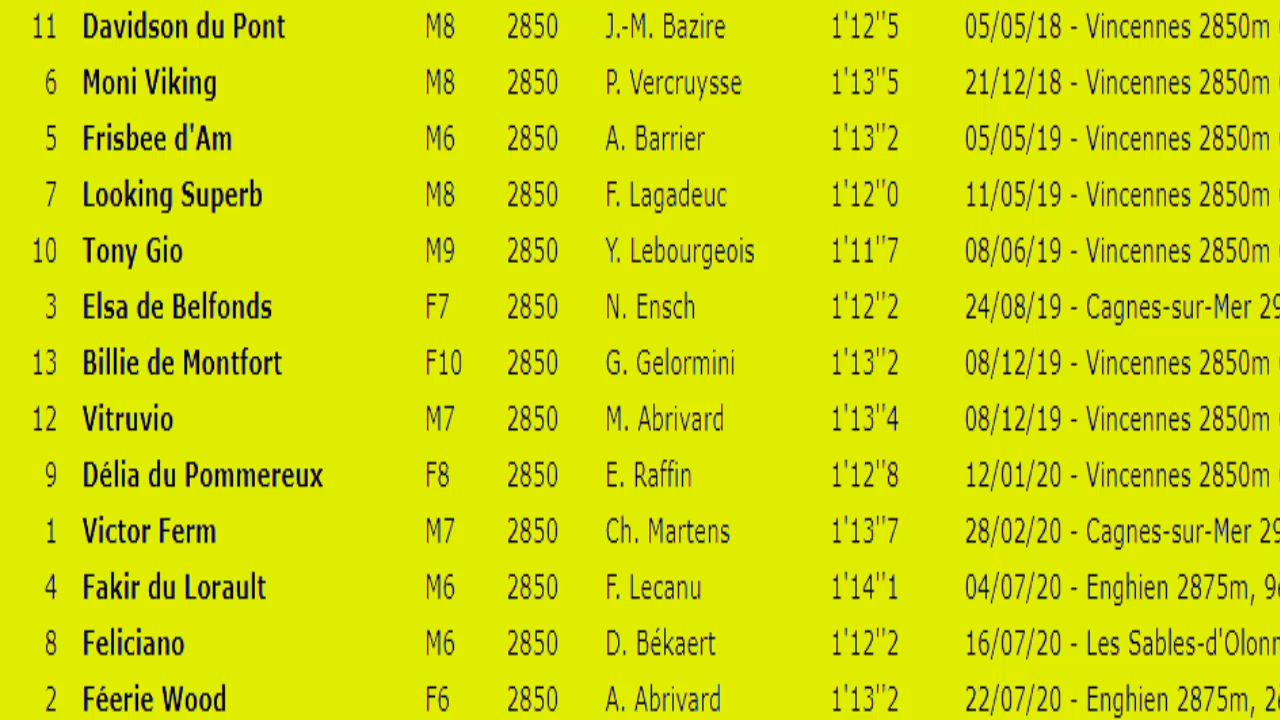 11 Davidson du Pont M8 2850 J.-M. Bazire 1'12"5 05/05/18 - Vincennes 2850m
6 Moni Viking M8 2850 P. Vercruysse 1'13"5 21/12/18 - Vincennes 2850m
5 Frisbee d'Am M6 2850 A. Barrier 1'13"2 05/05/19 - Vincennes 2850m
7 Looking Superb M8 2850 F. Lagadeuc 1'12"0 11/05/19 - Vincennes 2850m
10 Tony Gio M9 2850 Y. Lebourgeois 1'11"7 08/06/19 - Vincennes 2850m
3 Elsa de Belfonds F7 2850 N. Ensch 1'12"2 24/08/19 - Cagnes-sur-Mer 29
13 Billie de Montfort F10 2850 G. Gelormini 1'13"2 08/12/19 - Vincennes 2850m
12 Vitruvio M7 2850 M. Abrivard 1'13"4 08/12/19 - Vincennes 2850m
9 Délia du Pommereux F8 2850 E. Raffin 1'12"8 12/01/20 - Vincennes 2850m
1 Victor Ferm M7 2850 Ch. Martens 1'13"7 28/02/20 - Cagnes-sur-Mer 29
4 Fakir du Lorault M6 2850 F. Lecanu 1'14"1 04/07/20 - Enghien 2875m, 9
8 Feliciano M6 2850 D. Békaert 1'12"2 16/07/20 - Les Sables-d'Olonn
2 Féerie Wood F6 2850 A. Abrivard 1'13"2 22/07/20 - Enghien 2875m, 2